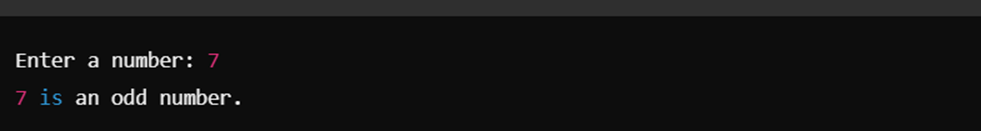 Enter a number: 7
7 is an odd number.